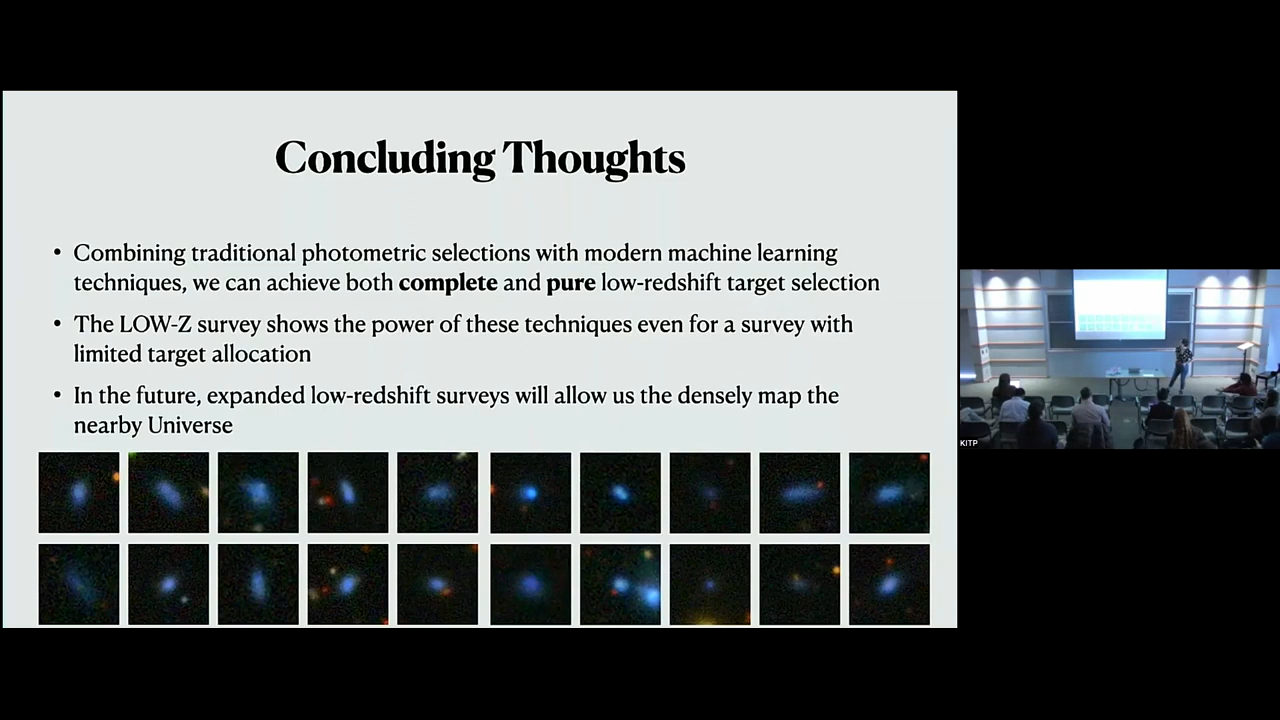 Concluding Thoughts
• Combining traditional photometric selections with modern machine learning
techniques, we can achieve both complete and pure low-redshift target selection
• The LOW-Z survey shows the power of these techniques even for a survey with
limited target allocation
• In the future, expanded low-redshift surveys will allow us the densely map the
nearby Universe
KITP